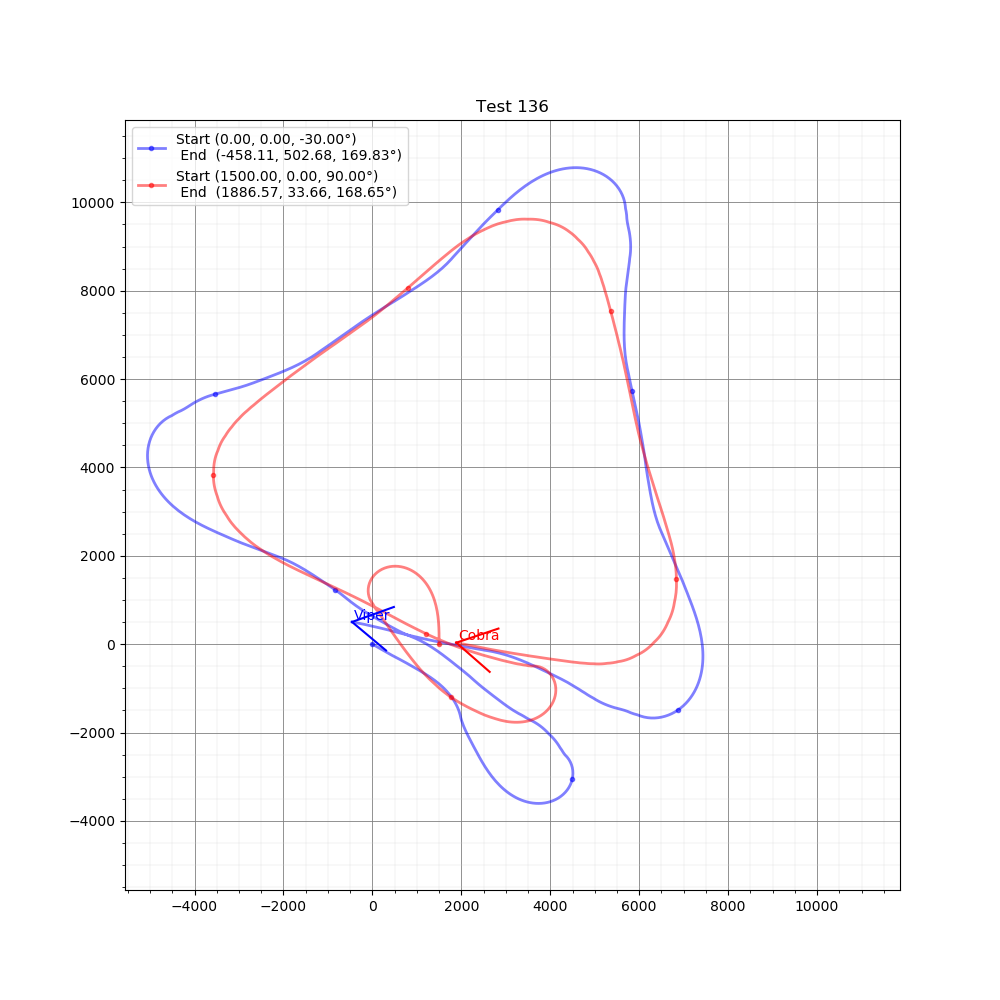 Test 136
Start (0.00, 0.00, -30.00°)
End (-458.11, 502.68, 169.83°)
Start (1500.00, 0.00, 90.00°)
End (1886.57, 33.66, 168.65°)
10000
8000
6000
4000
2000
0
−2000
−4000
Viper
Cobra
−4000 −2000 0 2000 4000 6000 8000 10000